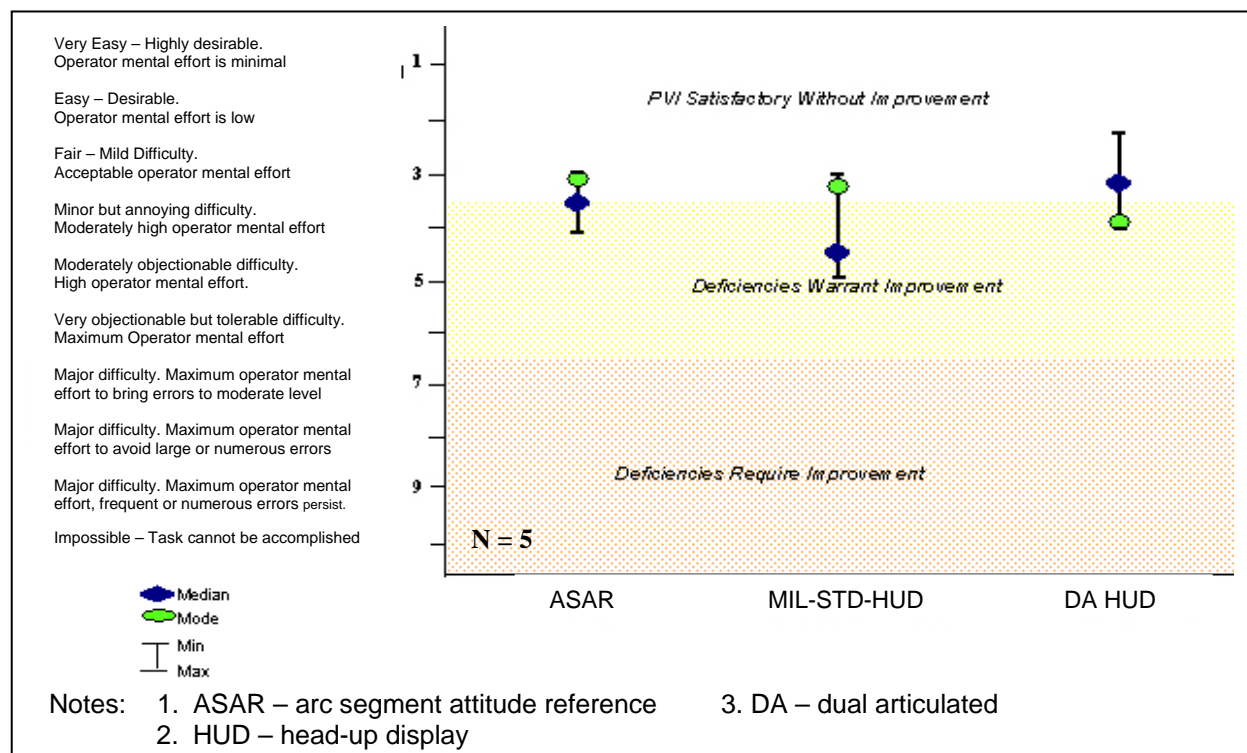 Very Easy – Highly desirable.
Operator mental effort is minimal
Easy – Desirable.
Operator mental effort is low
Fair – Mild Difficulty.
Acceptable operator mental effort
Minor but annoying difficulty.
Moderately high operator mental effort
Moderately objectionable difficulty.
High operator mental effort.
Very objectionable but tolerable difficulty.
Maximum Operator mental effort
Major difficulty. Maximum operator mental
effort to bring errors to moderate level
Major difficulty. Maximum operator mental
effort to avoid large or numerous errors
Major difficulty. Maximum operator mental
effort, frequent or numerous errors persist.
Impossible – Task cannot be accomplished
1
3
5
7
9
PVI Satisfactory Without Improvement
Deficiencies Warrant Improvement
Deficiencies Require Improvement
N = 5
ASAR MIL-STD-HUD DA HUD
Median
Mode
Min
Max
Notes: 1. ASAR – arc segment attitude reference 3. DA – dual articulated
2. HUD – head-up display